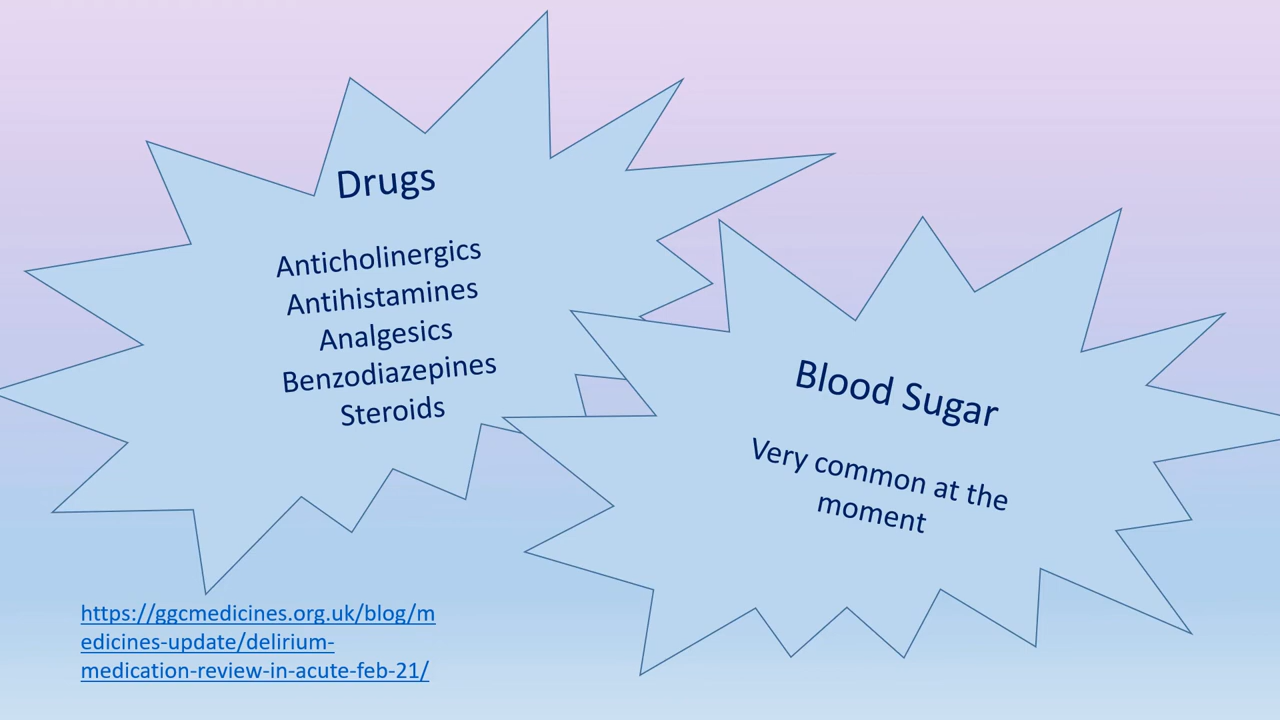 Drugs
Anticholinergics
Antihistamines
Analgesics
Benzodiazepines
Steroids
Blood Sugar
Very common at the
moment
https://ggcmedicines.org.uk/blog/m
edicines-update/delirium-
medication-review-in-acute-feb-21/